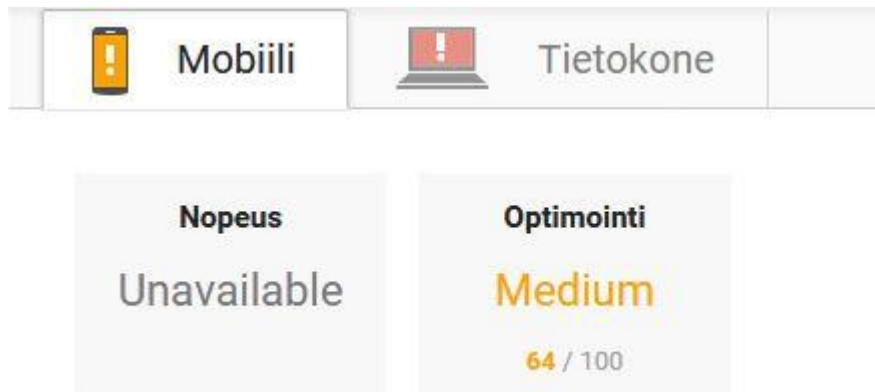 Mobiili
Tietokone
Nopeus
Unavailable
Optimointi
Medium
64 / 100